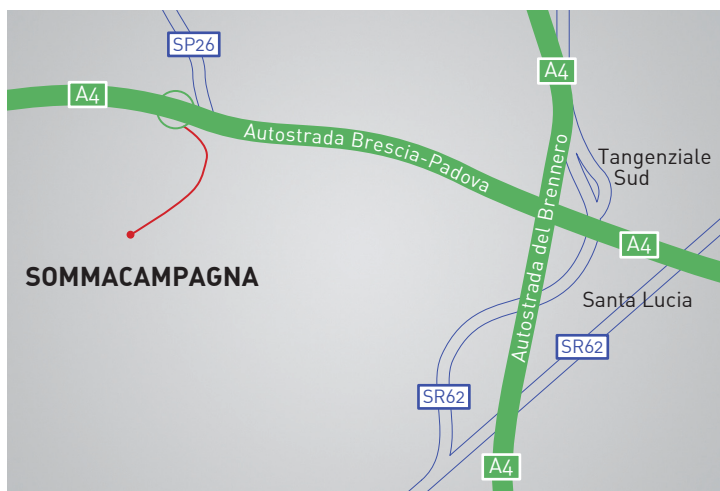 SP26
A4
A4
Autostrada Brescia-Padova
Tangenziale
Sud
Autostrada del Brennero
A4
SOMMACAMPAGNA
Santa Lucia
SR62
SR62
A4